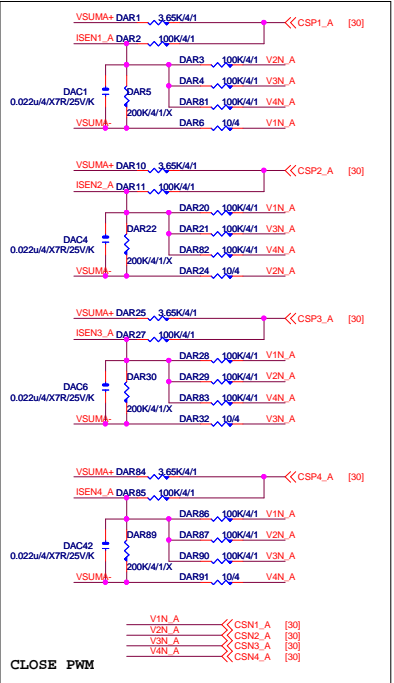 VSUMA+ DAR1 3.65K/4/1 CSP1_A [30]
ISEN1_A DAR2 100K/4/1
DAR3 100K/4/1 V2N_A
DAR4 100K/4/1 V3N_A
DAC1 DAR5 DAR81 100K/4/1 V4N_A
0.022u/4/X7R/25V/K 200K/4/1/X
VSUMA- DAR6 10/4 V1N_A
VSUMA+ DAR10 3.65K/4/1 CSP2_A [30]
ISEN2_A DAR11 100K/4/1
DAR20 100K/4/1 V1N_A
DAR22 DAR21 100K/4/1 V3N_A
DAC4 DAR82 100K/4/1 V4N_A
0.022u/4/X7R/25V/K 200K/4/1/X
VSUMA- DAR24 10/4 V2N_A
VSUMA+ DAR25 3.65K/4/1 CSP3_A [30]
ISEN3_A DAR27 100K/4/1
DAR28 100K/4/1 V1N_A
DAR30 DAR29 100K/4/1 V2N_A
DAC6 DAR83 100K/4/1 V4N_A
0.022u/4/X7R/25V/K 200K/4/1/X
VSUMA- DAR32 10/4 V3N_A
VSUMA+ DAR84 3.65K/4/1 CSP4_A [30]
ISEN4_A DAR85 100K/4/1
DAR86 100K/4/1 V1N_A
DAR89 DAR87 100K/4/1 V2N_A
DAC42 DAR90 100K/4/1 V3N_A
0.022u/4/X7R/25V/K 200K/4/1/X
VSUMA- DAR91 10/4 V4N_A
V1N_A CSN1_A [30]
V2N_A CSN2_A [30]
V3N_A CSN3_A [30]
V4N_A CSN4_A [30]
CLOSE PWM